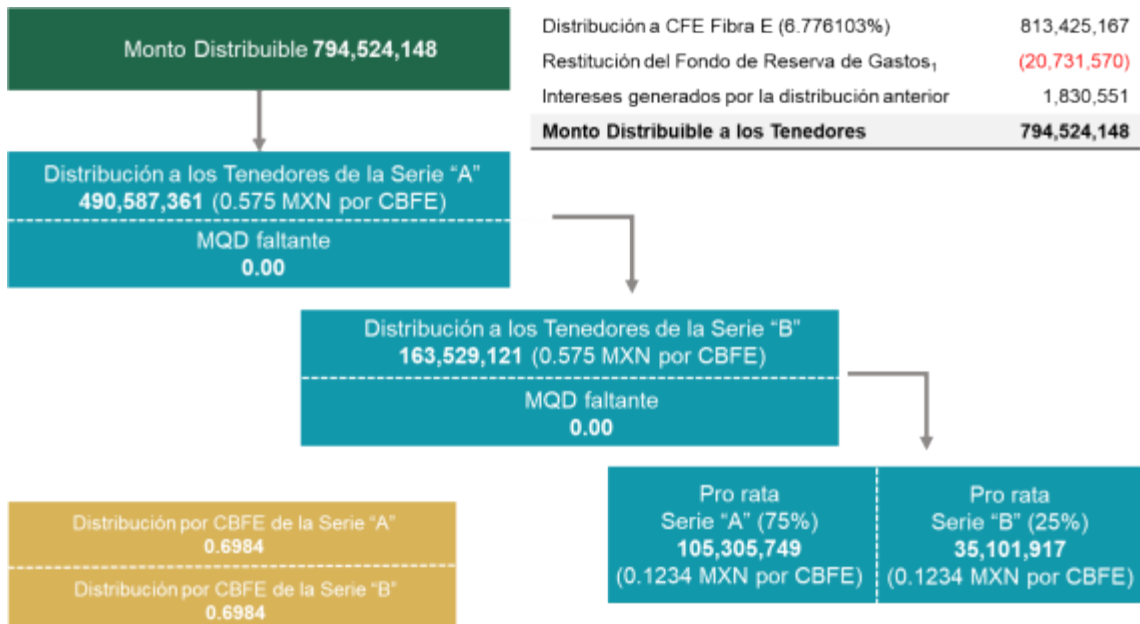 Monto Distribuible 794,524,148
Distribución a CFE Fibra E (6.776103%) 813,425,167
Restitución del Fondo de Reserva de Gastos₁ (20,731,570)
Intereses generados por la distribución anterior 1,830,551
Monto Distribuible a los Tenedores 794,524,148
Distribución a los Tenedores de la Serie “A”
490,587,361 (0.575 MXN por CBFE)
MQD faltante
0.00
Distribución a los Tenedores de la Serie “B”
163,529,121 (0.575 MXN por CBFE)
MQD faltante
0.00
Pro rata
Serie “A” (75%)
105,305,749
(0.1234 MXN por CBFE)
Pro rata
Serie “B” (25%)
35,101,917
(0.1234 MXN por CBFE)
Distribución por CBFE de la Serie “A”
0.6984
Distribución por CBFE de la Serie “B”
0.6984